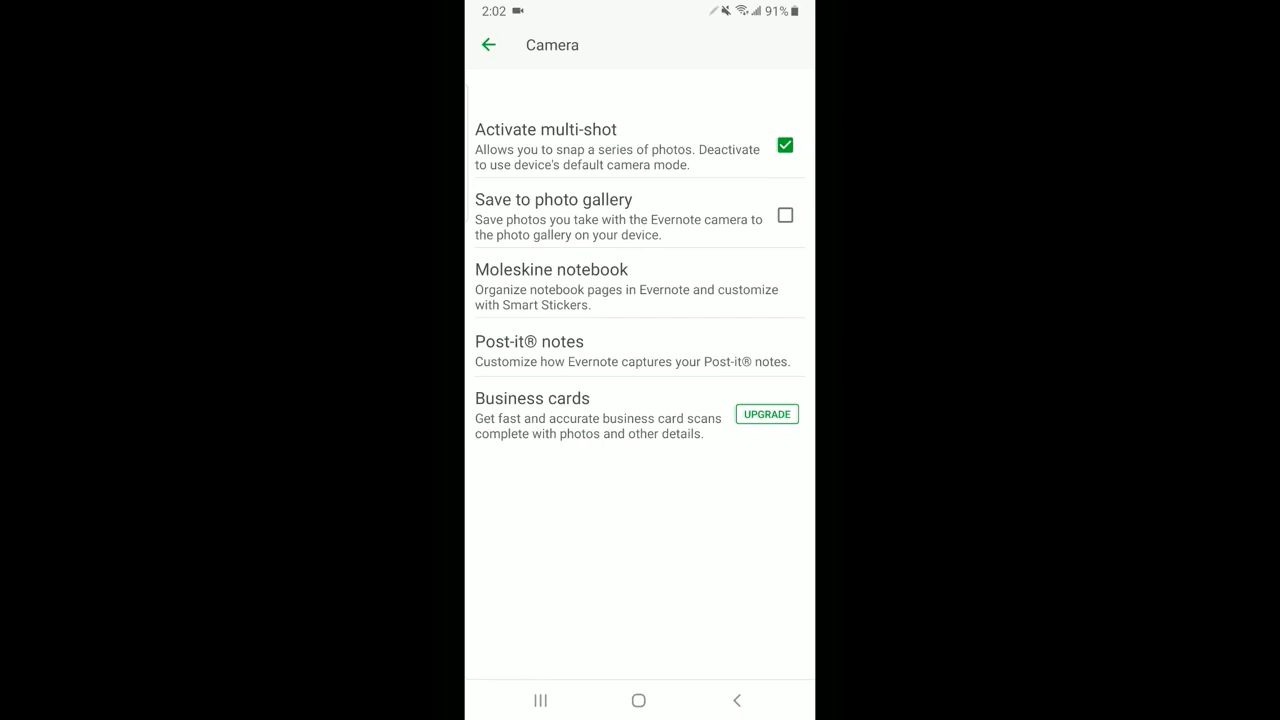 2:02
91%
Camera
Activate multi-shot
Allows you to snap a series of photos. Deactivate
to use device's default camera mode.
Save to photo gallery
Save photos you take with the Evernote camera to
the photo gallery on your device.
Moleskine notebook
Organize notebook pages in Evernote and customize
with Smart Stickers.
Post-it® notes
Customize how Evernote captures your Post-it® notes.
Business cards
Get fast and accurate business card scans
complete with photos and other details.
UPGRADE